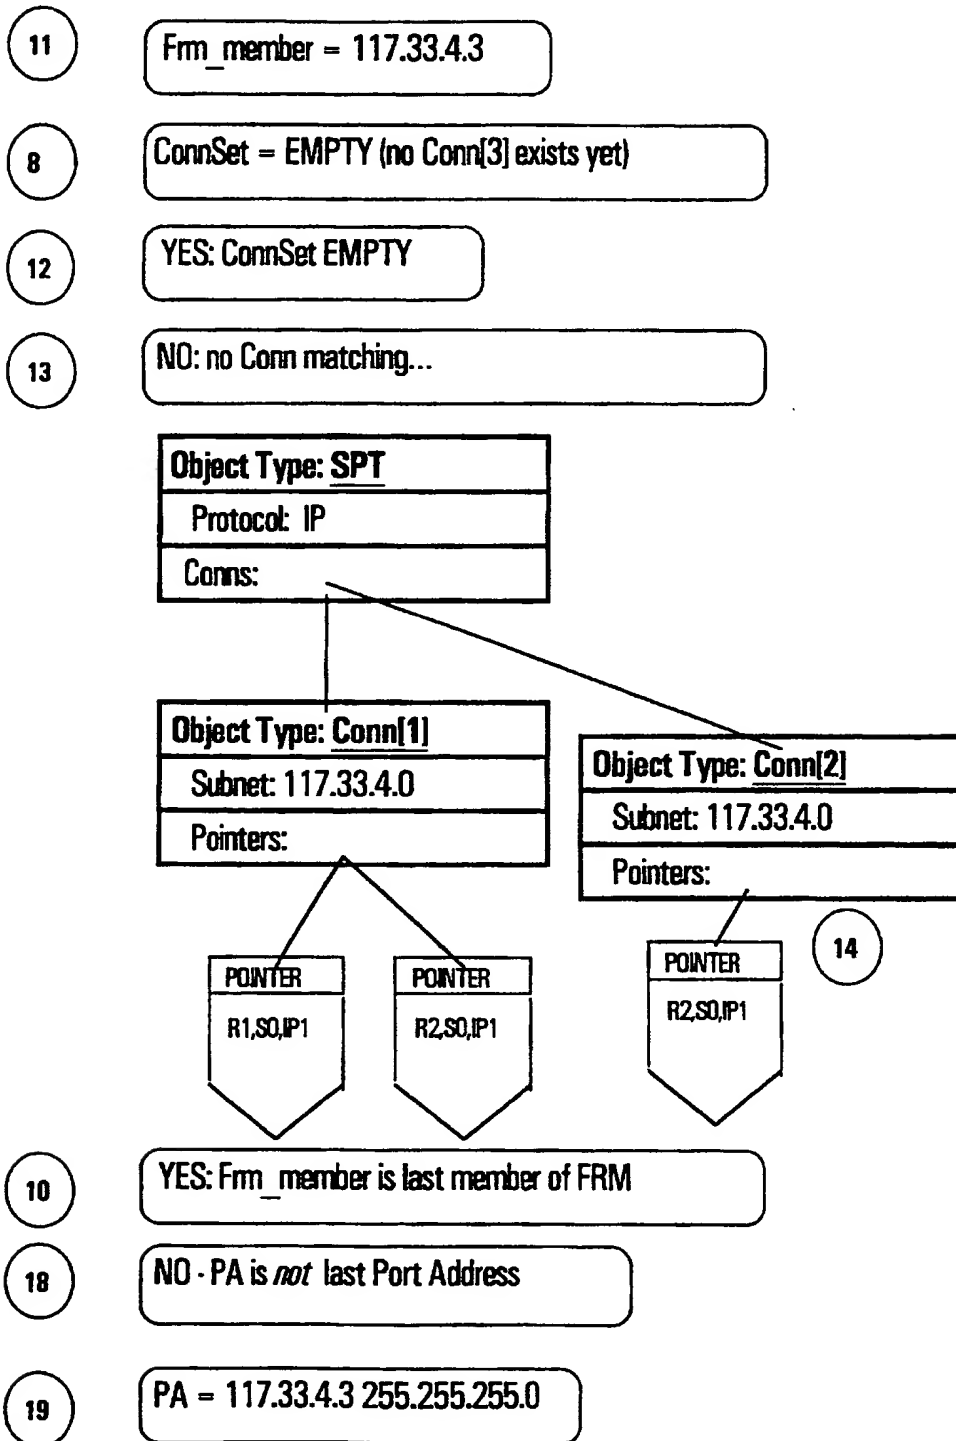 11
Frm_member = 117.33.4.3
8
ConnSet = EMPTY (no Conn[3] exists yet)
12
YES: ConnSet EMPTY
13
NO: no Conn matching...
Object Type: SPT
Protocol: IP
Conns:
Object Type: Conn[1]
Subnet: 117.33.4.0
Pointers:
Object Type: Conn[2]
Subnet: 117.33.4.0
Pointers:
14
POINTER
R1,S0,IP1
POINTER
R2,S0,IP1
POINTER
R2,S0,IP1
10
YES: Frm_member is last member of FRM
18
NO - PA is not last Port Address
19
PA = 117.33.4.3 255.255.255.0